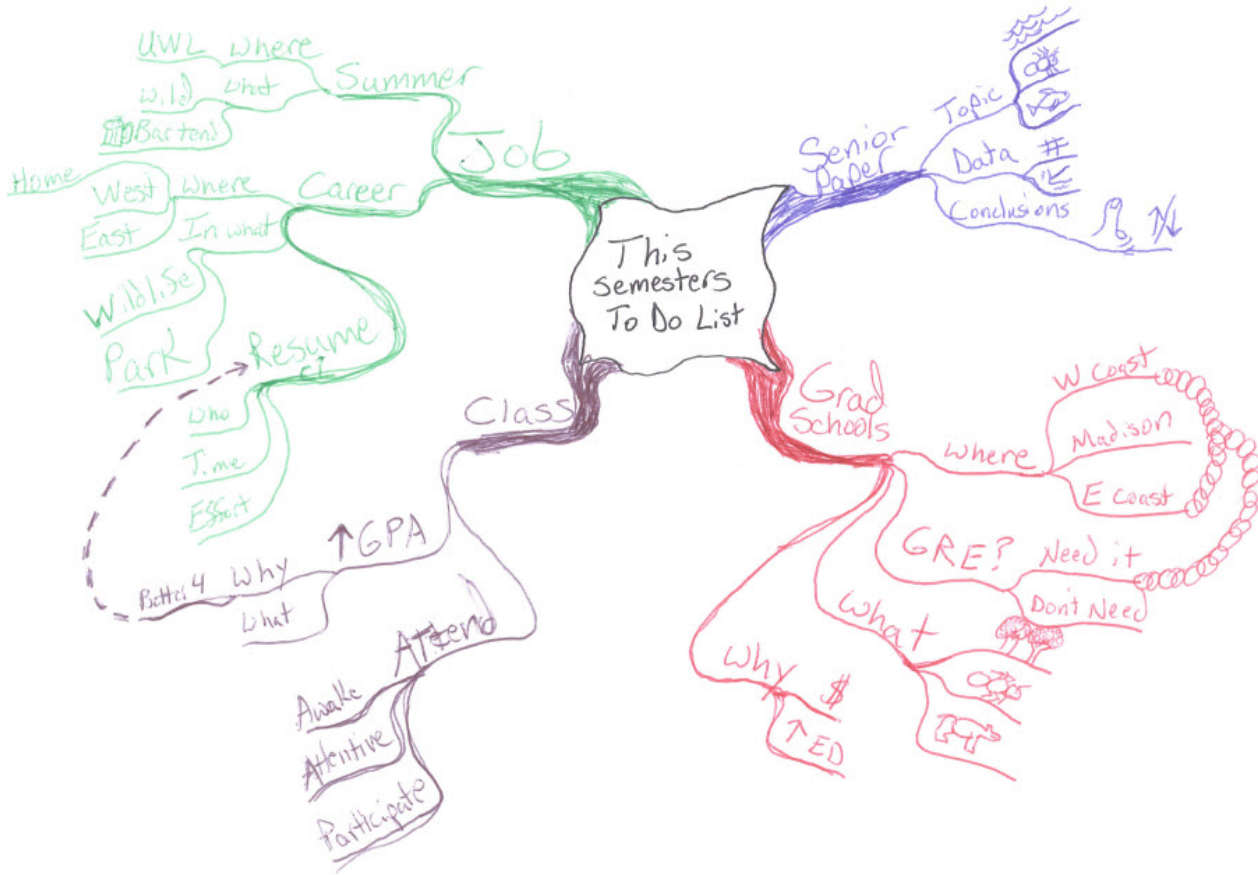 This
semesters
To Do List
Job
Summer
where
UWL
what
wild
Bartend
Career
where
Home
West
East
In what
Wildlife
Park
Resume
Who
Time
Effort
Senior
Paper
Topic
Data
#
Conclusions
Grad
Schools
where
W Coast
Madison
E Coast
GRE?
Need it
Don't Need
what
why
$
↑ ED
Class
↑ GPA
why
Better 4
what
Attend
Awake
Attentive
Participate